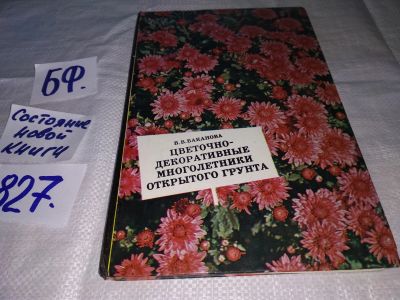 БФ.
Состояние
новой
книги
827.
В. В. БАКАНОВА
ЦВЕТОЧНО-
ДЕКОРАТИВНЫЕ
МНОГОЛЕТНИКИ
ОТКРЫТОГО ГРУНТА